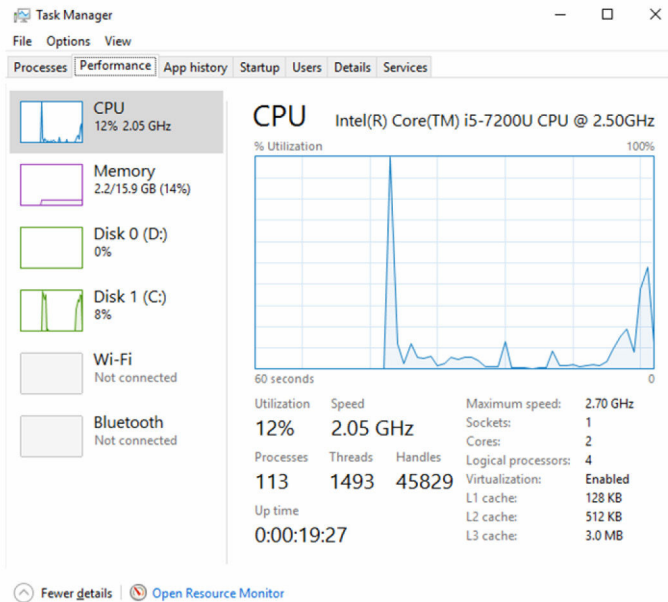 Task Manager
File Options View
Processes Performance App history Startup Users Details Services
CPU
12% 2.05 GHz
Memory
2.2/15.9 GB (14%)
Disk 0 (D:)
0%
Disk 1 (C:)
8%
Wi-Fi
Not connected
Bluetooth
Not connected
CPU Intel(R) Core(TM) i5-7200U CPU @ 2.50GHz
% Utilization 100%
60 seconds 0
Utilization Speed
12% 2.05 GHz
Processes Threads Handles
113 1493 45829
Up time
0:00:19:27
Maximum speed: 2.70 GHz
Sockets: 1
Cores: 2
Logical processors: 4
Virtualization: Enabled
L1 cache: 128 KB
L2 cache: 512 KB
L3 cache: 3.0 MB
Fewer details Open Resource Monitor